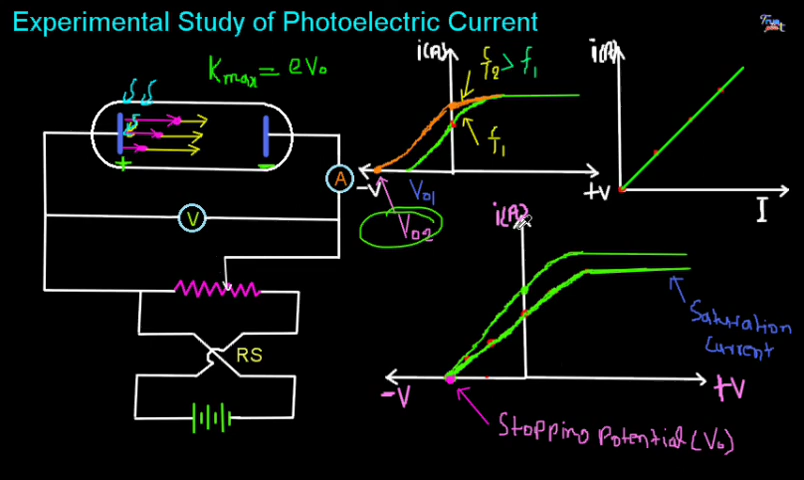 Experimental Study of Photoelectric Current
Kmax = eV₀
+
-
A
V
RS
i(A)
f₂ > f₁
f₁
-V
+V
V₀₁
V₀₂
i(A)
I
i(A)
Saturation
Current
-V
+V
Stopping Potential (V₀)